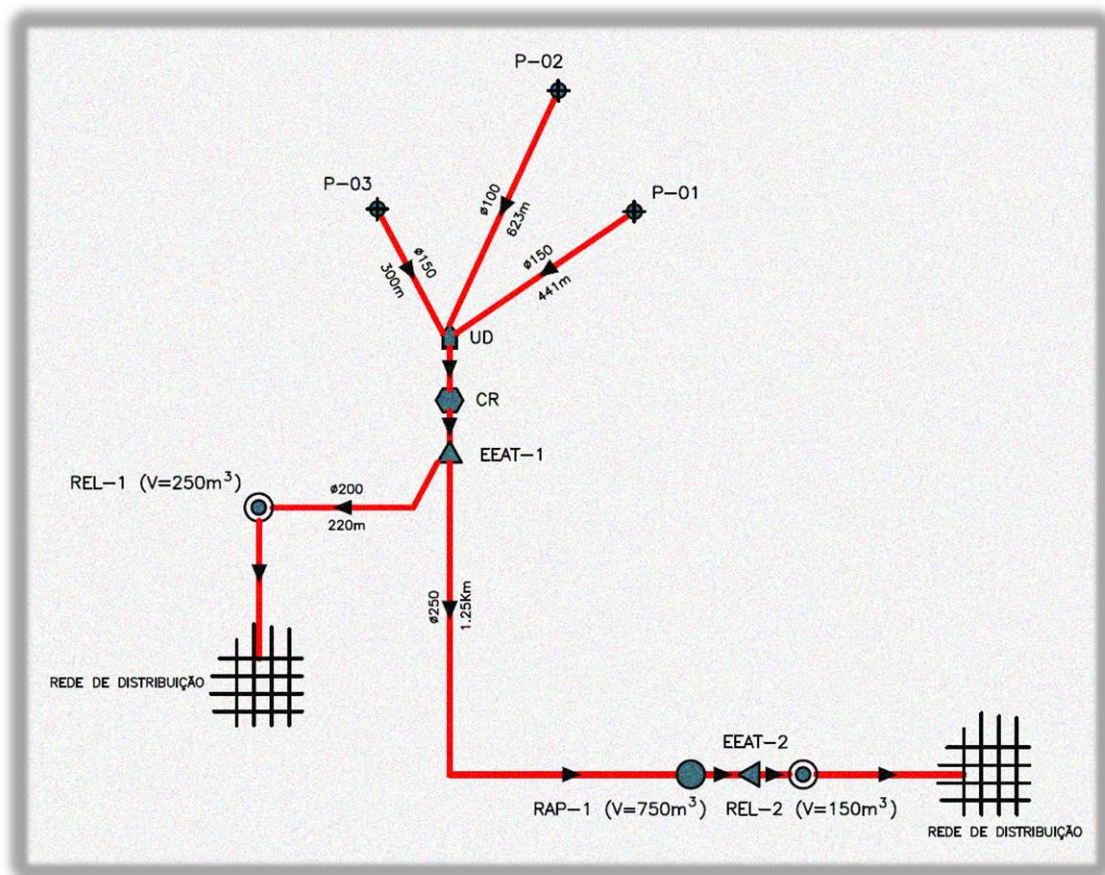 P-02
P-03
P-01
ø100
623m
ø150
300m
ø150
441m
UD
CR
EEAT-1
REL-1 (V=250m³)
ø200
220m
ø250
1.25Km
REDE DE DISTRIBUIÇÃO
EEAT-2
RAP-1 (V=750m³)
REL-2 (V=150m³)
REDE DE DISTRIBUIÇÃO